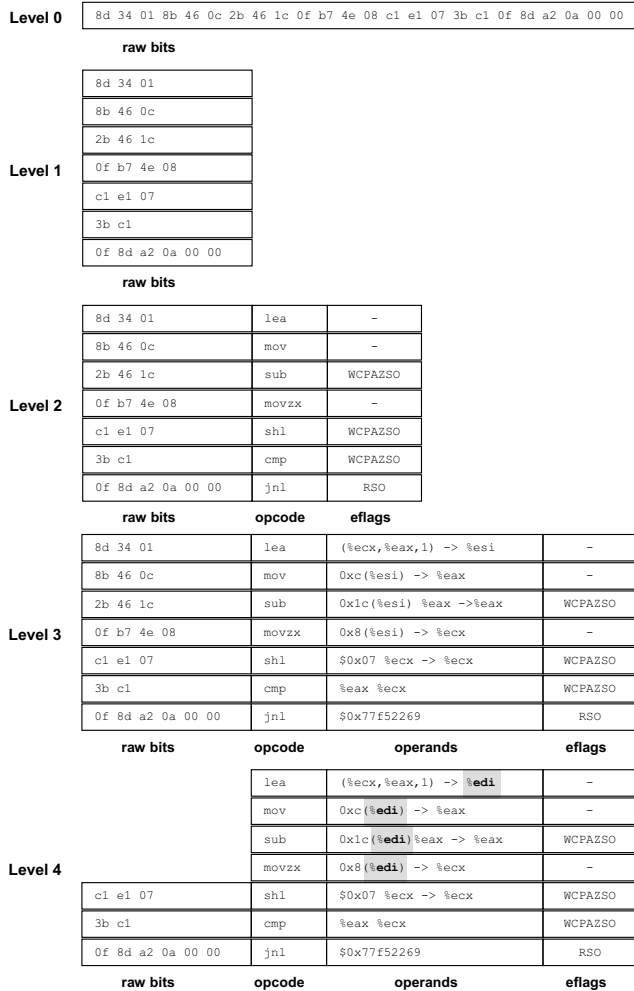 Level 0 8d 34 01 8b 46 0c 2b 46 1c 0f b7 4e 08 c1 e1 07 3b c1 0f 8d a2 0a 00 00
raw bits
8d 34 01
8b 46 0c
2b 46 1c
Level 1 0f b7 4e 08
c1 e1 07
3b c1
0f 8d a2 0a 00 00
raw bits
8d 34 01 lea -
8b 46 0c mov -
2b 46 1c sub WCPAZSO
Level 2 0f b7 4e 08 movzx -
c1 e1 07 shl WCPAZSO
3b c1 cmp WCPAZSO
0f 8d a2 0a 00 00 jnl RSO
raw bits opcode eflags
8d 34 01 lea (%ecx,%eax,1) -> %esi -
8b 46 0c mov 0xc(%esi) -> %eax -
2b 46 1c sub 0x1c(%esi) %eax ->%eax WCPAZSO
Level 3 0f b7 4e 08 movzx 0x8(%esi) -> %ecx -
c1 e1 07 shl $0x07 %ecx -> %ecx WCPAZSO
3b c1 cmp %eax %ecx WCPAZSO
0f 8d a2 0a 00 00 jnl $0x77f52269 RSO
raw bits opcode operands eflags
lea (%ecx,%eax,1) -> %edi -
mov 0xc(%edi) -> %eax -
sub 0x1c(%edi)%eax -> %eax WCPAZSO
Level 4 movzx 0x8(%edi) -> %ecx -
c1 e1 07 shl $0x07 %ecx -> %ecx WCPAZSO
3b c1 cmp %eax %ecx WCPAZSO
0f 8d a2 0a 00 00 jnl $0x77f52269 RSO
raw bits opcode operands eflags